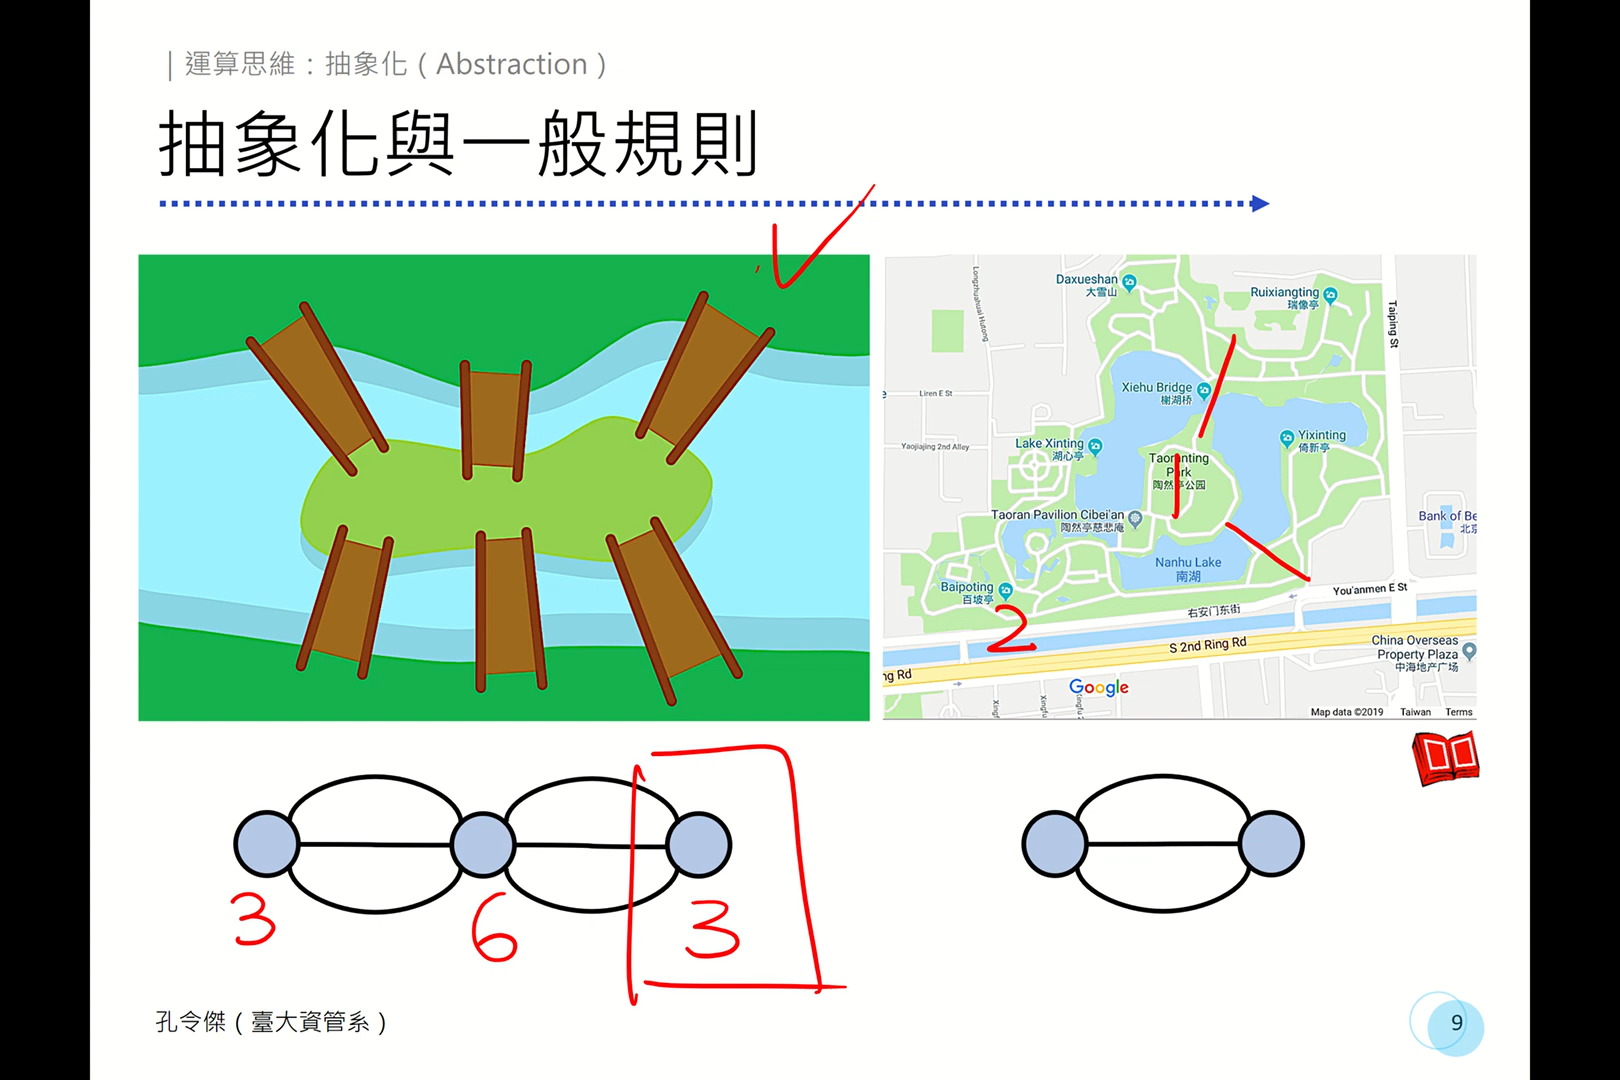 ｜運算思維：抽象化（Abstraction）
抽象化與一般規則
Daxueshan
大雪山
Ruixiangting
瑞像亭
Longzhuahuai Hutong
Taiping St
Xiehu Bridge
榭湖桥
Liren E St
e
Yaojiajing 2nd Alley
Lake Xinting
湖心亭
Yixinting
倚新亭
Taoranting
Park
陶然亭公园
Taoran Pavilion Cibei'an
陶然亭慈悲庵
Bank of Be
北京
Nanhu Lake
南湖
Baipoting
百坡亭
You'anmen E St
右安门东街
2
S 2nd Ring Rd
China Overseas
Property Plaza
中海地产广场
ng Rd
Google
Map data ©2019 Taiwan Terms
3 6 3
孔令傑（臺大資管系）
9